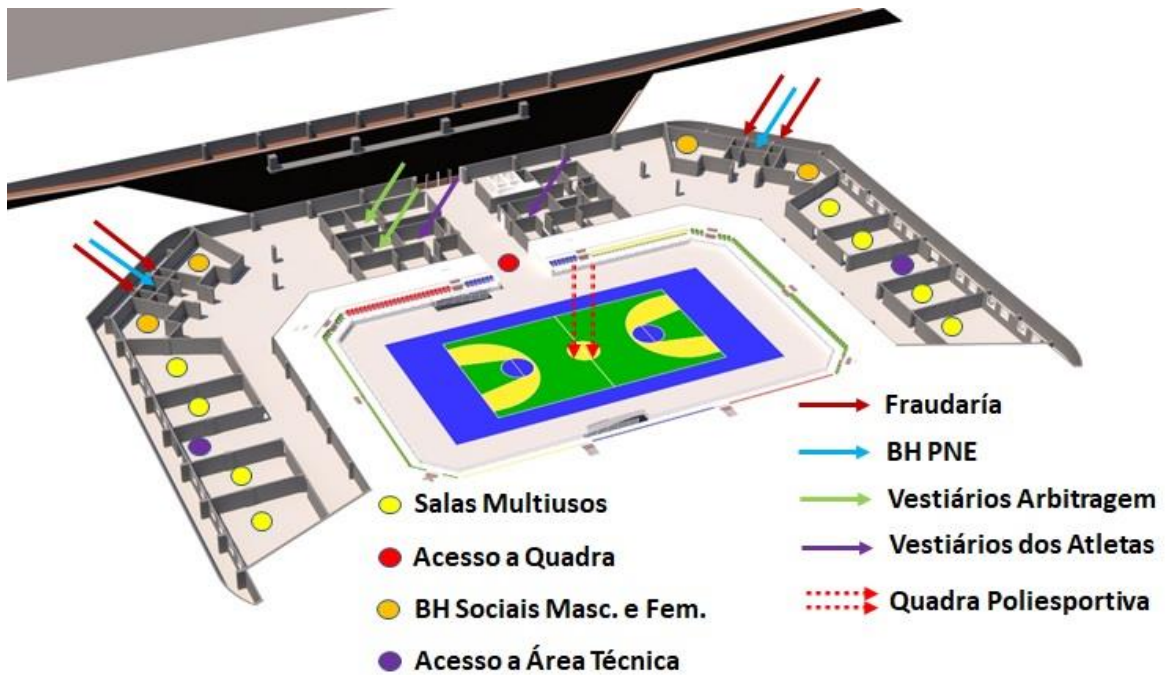 Salas Multiusos
Acesso a Quadra
BH Sociais Masc. e Fem.
Acesso a Área Técnica
Fraudaría
BH PNE
Vestiários Arbitragem
Vestiários dos Atletas
Quadra Poliesportiva